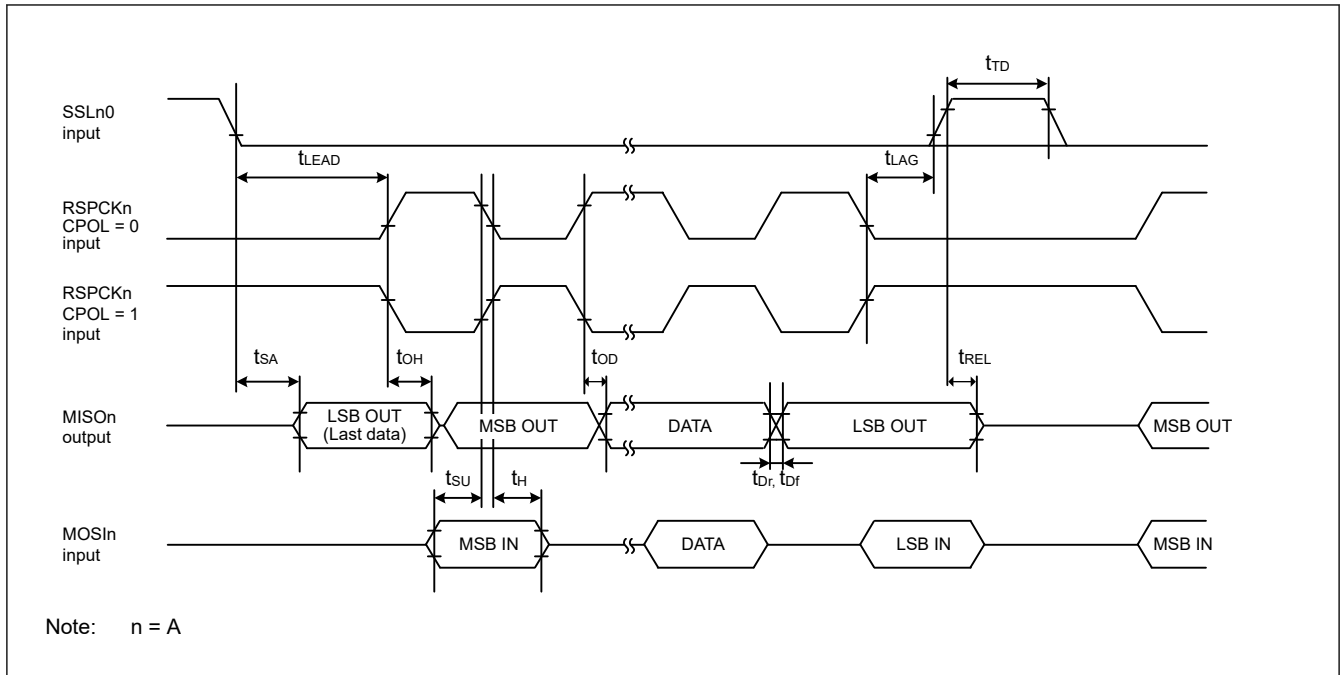 tTD
SSLn0
input
tLEAD
tLAG
RSPCKn
CPOL = 0
input
RSPCKn
CPOL = 1
input
tSA
tOH
tOD
tREL
MISOn
output
LSB OUT
(Last data)
MSB OUT
DATA
LSB OUT
MSB OUT
tSU
tH
tDr, tDf
MOSIn
input
MSB IN
DATA
LSB IN
MSB IN
Note: n = A